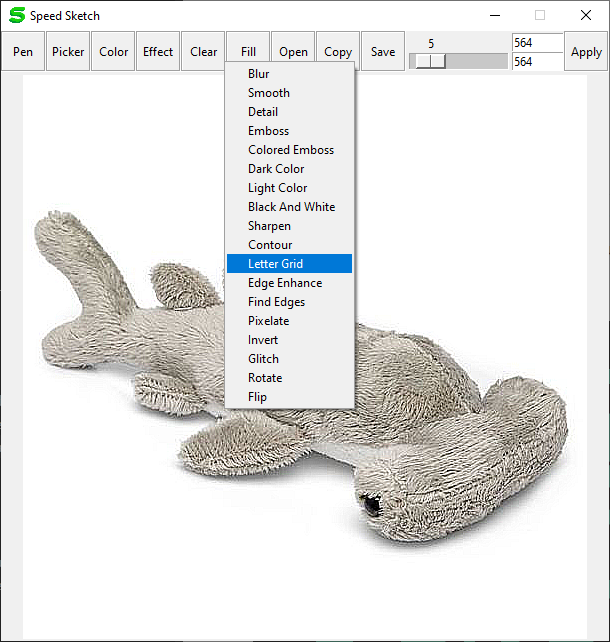 Speed Sketch
Pen Picker Color Effect Clear Fill Open Copy Save 5 564 564 Apply
Blur
Smooth
Detail
Emboss
Colored Emboss
Dark Color
Light Color
Black And White
Sharpen
Contour
Letter Grid
Edge Enhance
Find Edges
Pixelate
Invert
Glitch
Rotate
Flip